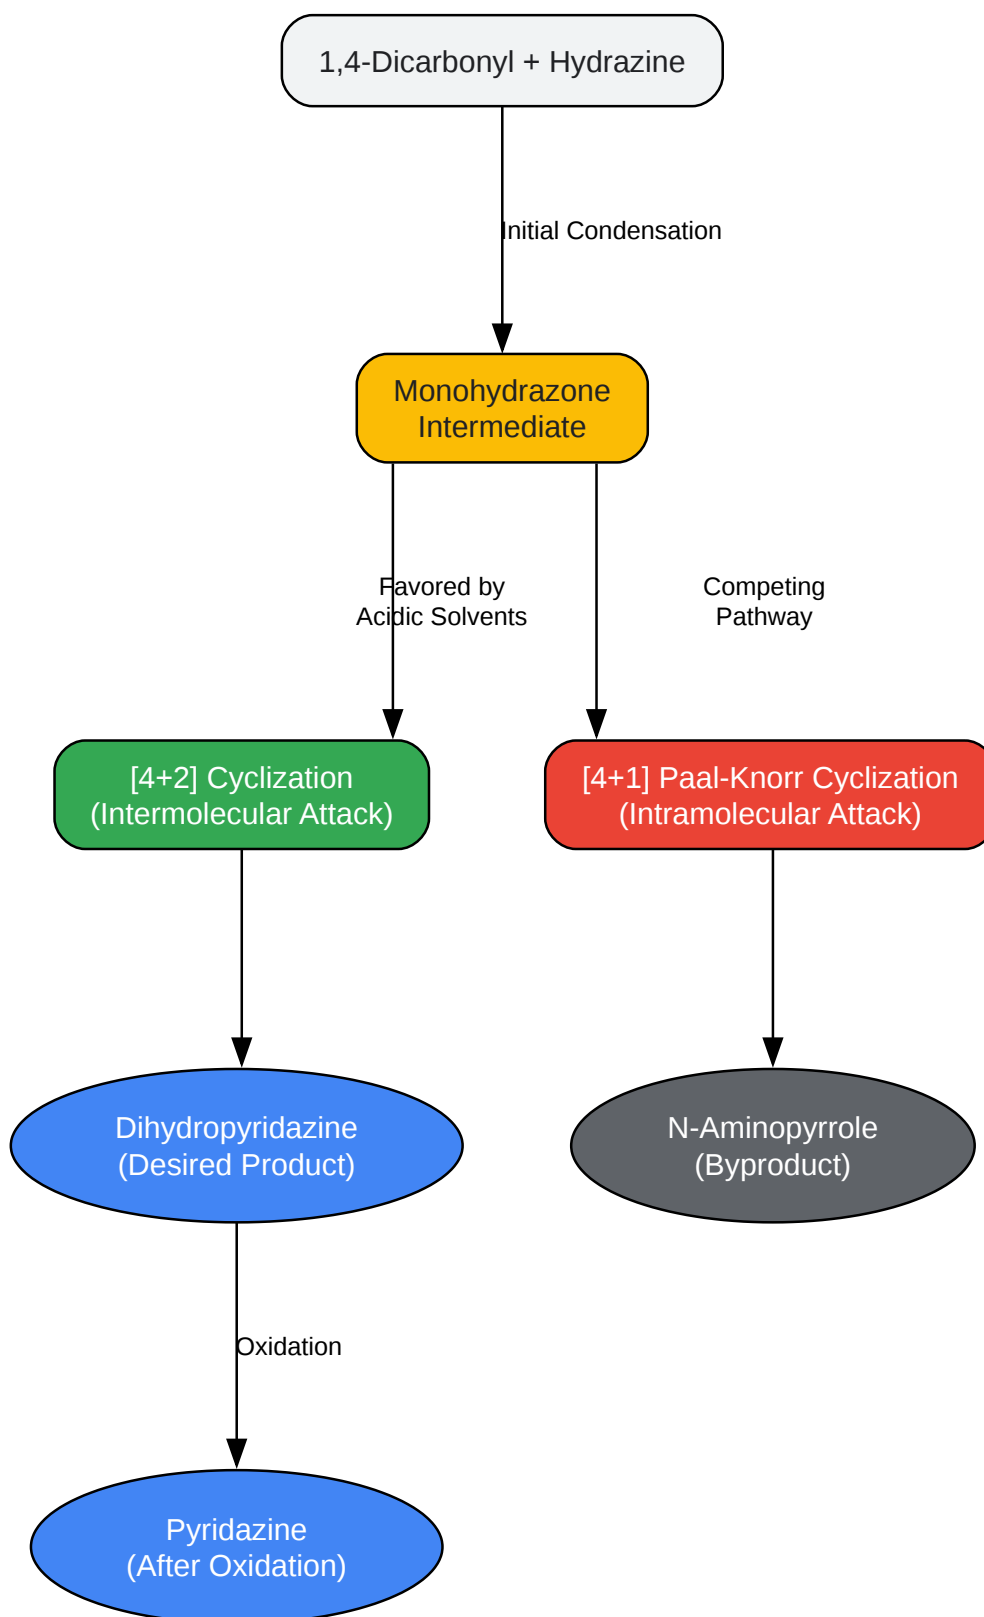 1,4-Dicarbonyl + Hydrazine
Initial Condensation
Monohydrazone
Intermediate
Favored by
Acidic Solvents
Competing
Pathway
[4+2] Cyclization
(Intermolecular Attack)
[4+1] Paal-Knorr Cyclization
(Intramolecular Attack)
Dihydropyridazine
(Desired Product)
N-Aminopyrrole
(Byproduct)
Oxidation
Pyridazine
(After Oxidation)